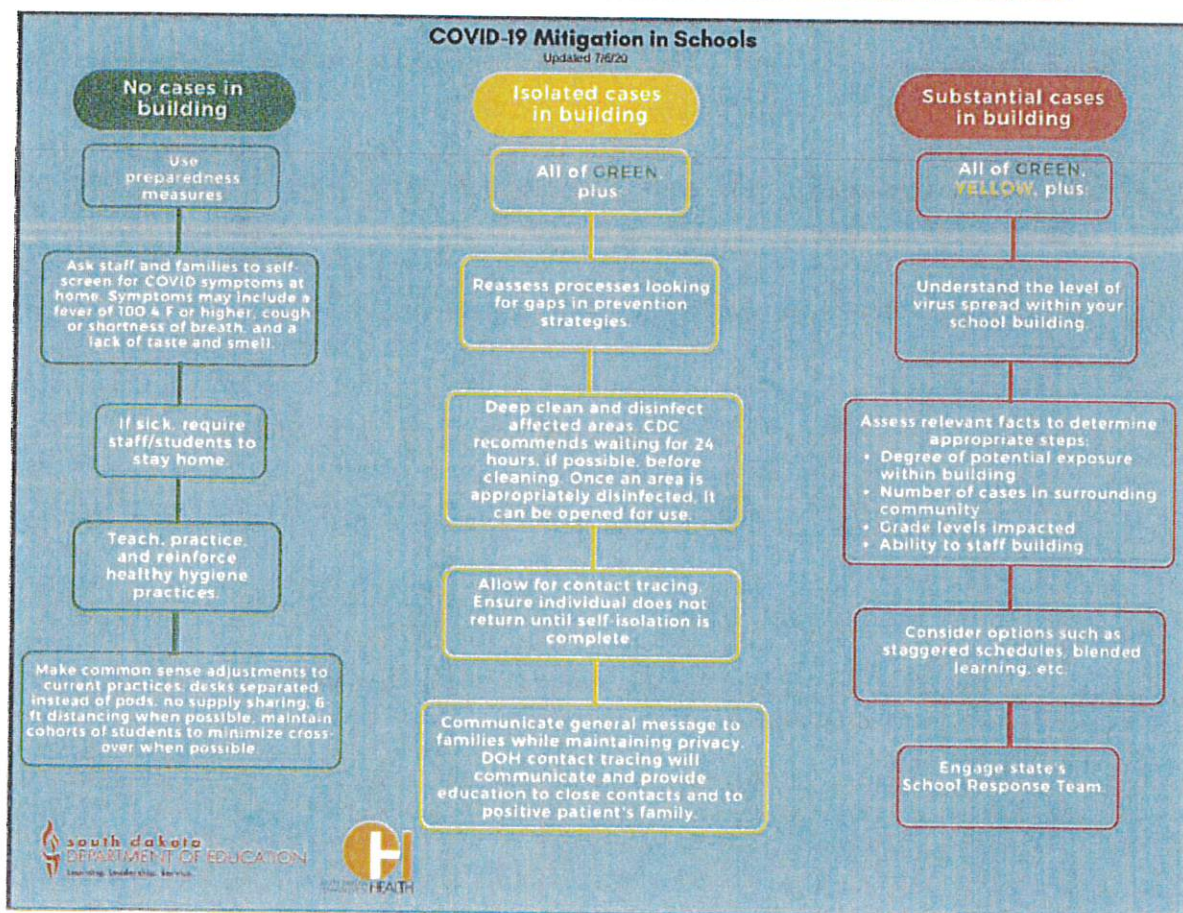 COVID-19 Mitigation in Schools
Updated 7/6/20
No cases in
building
Use
preparedness
measures
Ask staff and families to self-
screen for COVID symptoms at
home. Symptoms may include a
fever of 100.4 F or higher, cough
or shortness of breath, and a
lack of taste and smell.
If sick, require
staff/students to
stay home.
Teach, practice,
and reinforce
healthy hygiene
practices.
Make common sense adjustments to
current practices: desks separated
instead of pods, no supply sharing, 6-
ft distancing when possible, maintain
cohorts of students to minimize cross-
over when possible
Isolated cases
in building
All of GREEN,
plus:
Reassess processes looking
for gaps in prevention
strategies.
Deep clean and disinfect
affected areas. CDC
recommends waiting for 24
hours, if possible, before
cleaning. Once an area is
appropriately disinfected, it
can be opened for use.
Allow for contact tracing.
Ensure individual does not
return until self-isolation is
complete.
Communicate general message to
families while maintaining privacy.
DOH contact tracing will
communicate and provide
education to close contacts and to
positive patient's family.
Substantial cases
in building
All of GREEN,
YELLOW, plus:
Understand the level of
virus spread within your
school building.
Assess relevant facts to determine
appropriate steps:
• Degree of potential exposure
within building
• Number of cases in surrounding
community
• Grade levels impacted
• Ability to staff building
Consider options such as
staggered schedules, blended
learning, etc.
Engage state's
School Response Team.
south dakota
DEPARTMENT OF EDUCATION
Learning. Leadership. Service.
HEALTH